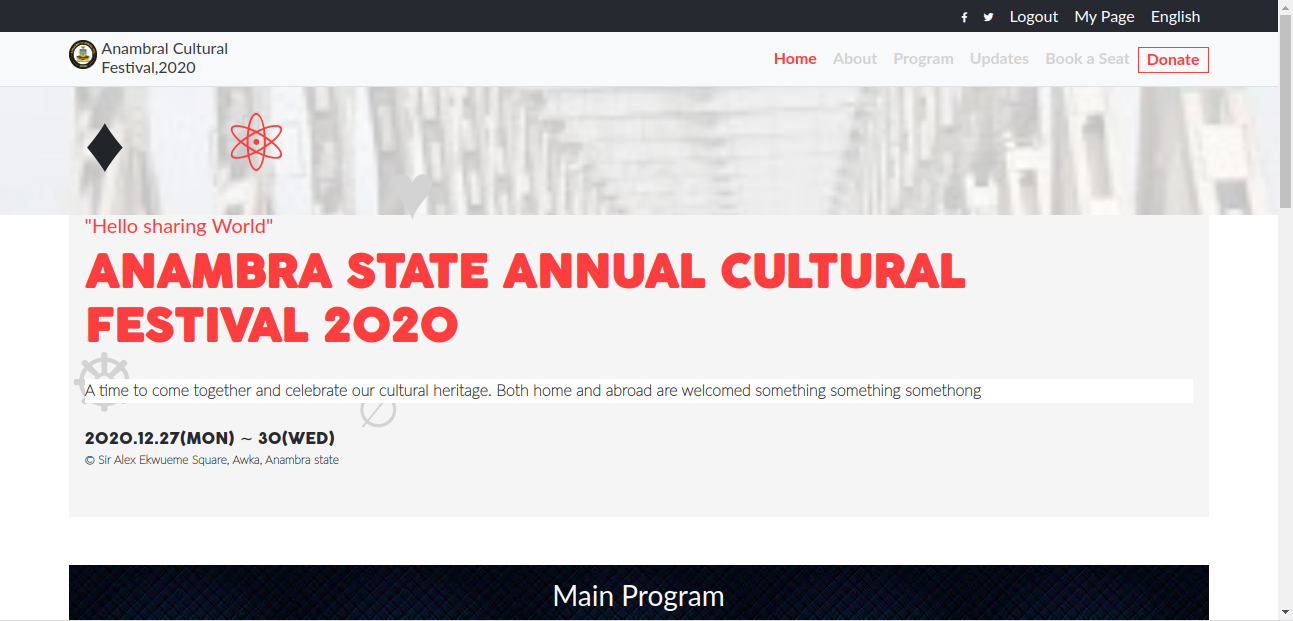 Logout My Page English
Anambral Cultural
Festival,2020
Home About Program Updates Book a Seat Donate
"Hello sharing World"
ANAMBRA STATE ANNUAL CULTURAL
FESTIVAL 2020
A time to come together and celebrate our cultural heritage. Both home and abroad are welcomed something something somethong
2020.12.27(MON) ~ 30(WED)
© Sir Alex Ekwueme Square, Awka, Anambra state
Main Program